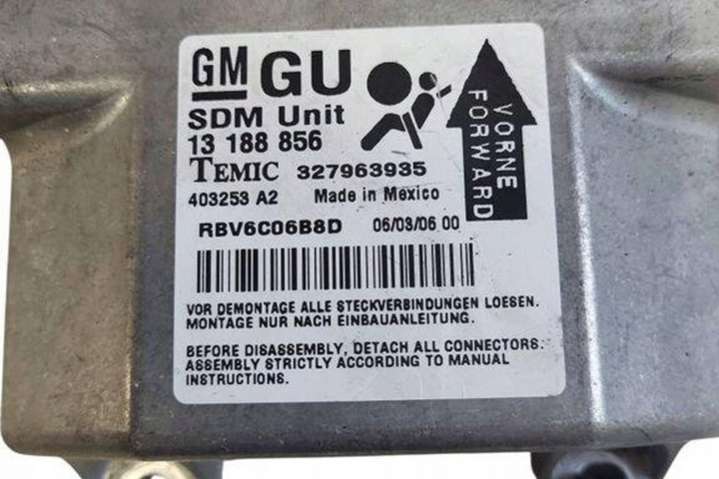 GM GU
SDM Unit
13 188 856
TEMIC 327963935
403253 A2 Made in Mexico
RBV6C06B8D 06/03/06 00
VORNE
FORWARD
VOR DEMONTAGE ALLE STECKVERBINDUNGEN LOESEN.
MONTAGE NUR NACH EINBAUANLEITUNG.
BEFORE DISASSEMBLY, DETACH ALL CONNECTORS.
ASSEMBLY STRICTLY ACCORDING TO MANUAL
INSTRUCTIONS.